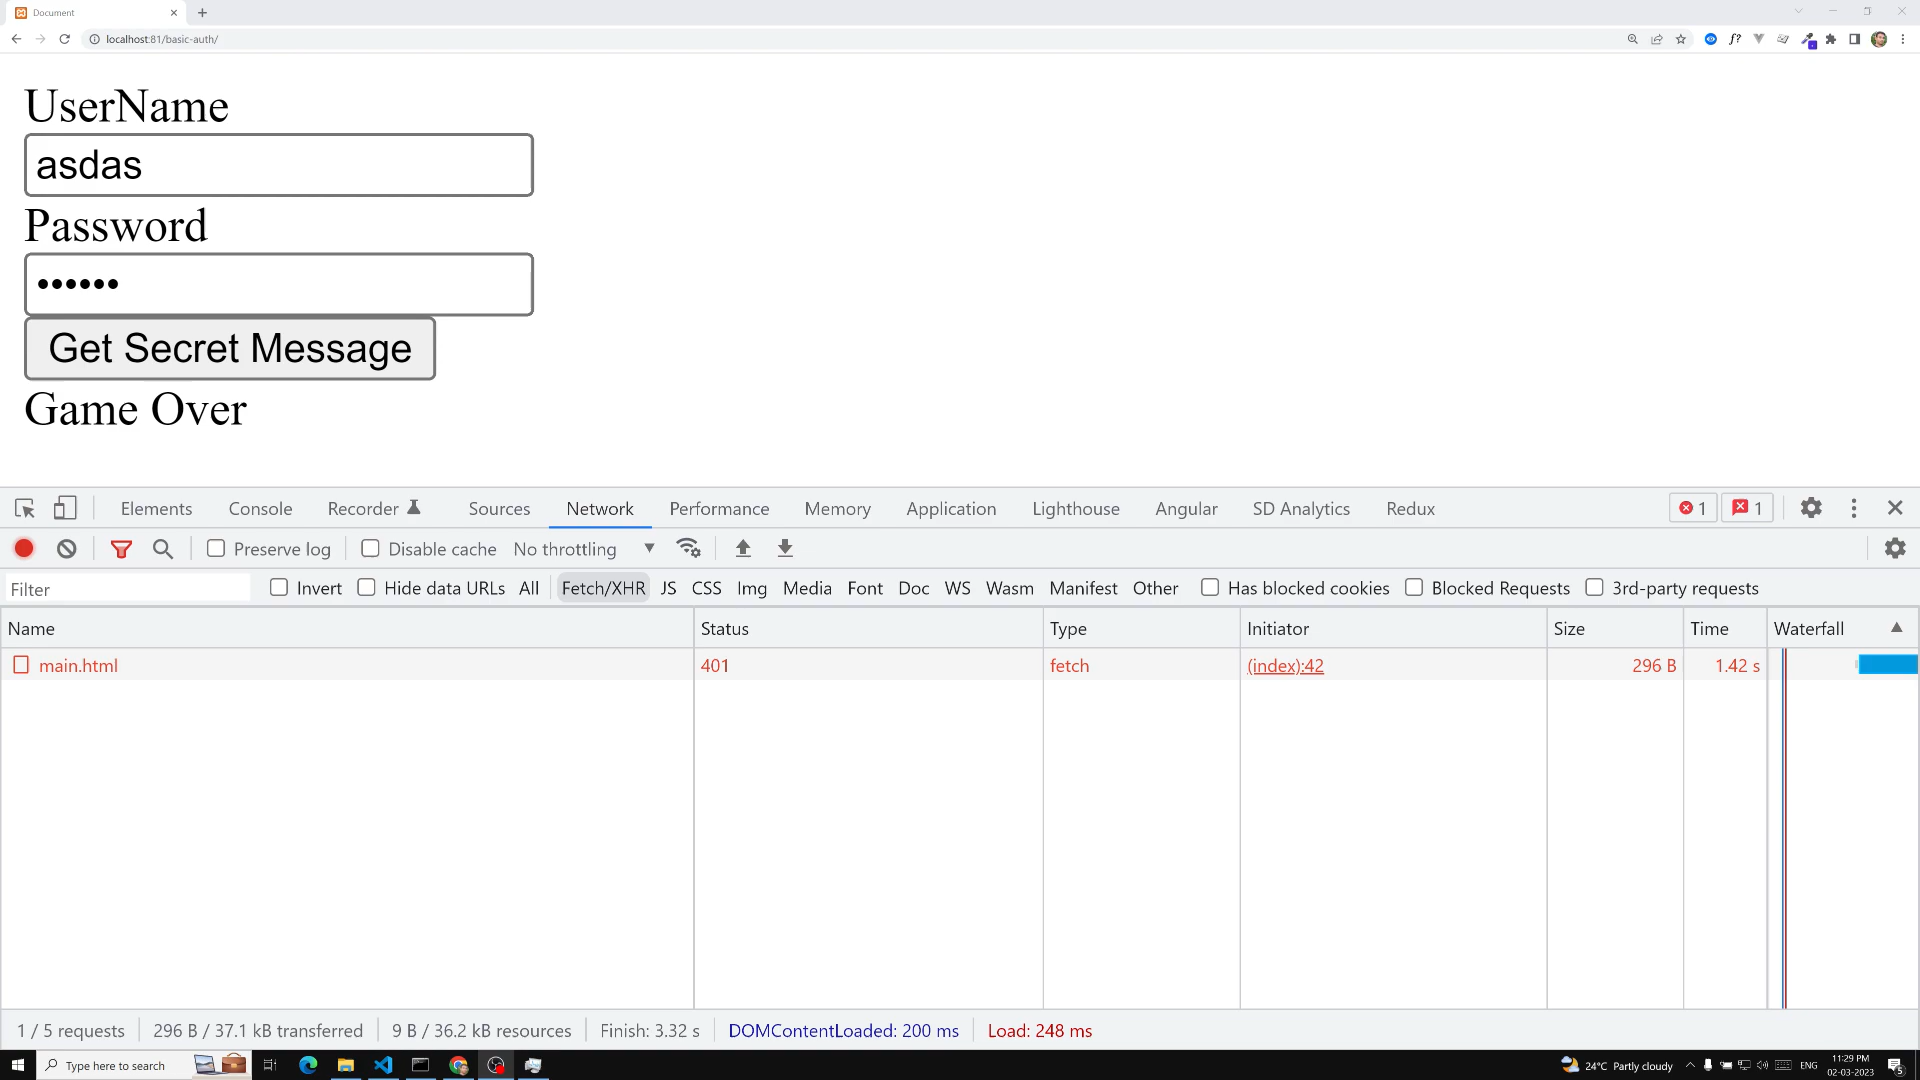 Document
localhost:81/basic-auth/
UserName
asdas
Password
Get Secret Message
Game Over
Elements Console Recorder Sources Network Performance Memory Application Lighthouse Angular SD Analytics Redux 1 1
Preserve log Disable cache No throttling
Filter Invert Hide data URLs All Fetch/XHR JS CSS Img Media Font Doc WS Wasm Manifest Other Has blocked cookies Blocked Requests 3rd-party requests
Name Status Type Initiator Size Time Waterfall
main.html 401 fetch (index):42 296 B 1.42 s
1 / 5 requests 296 B / 37.1 kB transferred 9 B / 36.2 kB resources Finish: 3.32 s DOMContentLoaded: 200 ms Load: 248 ms
Type here to search 24°C Partly cloudy ENG 11:29 PM
02-03-2023 5